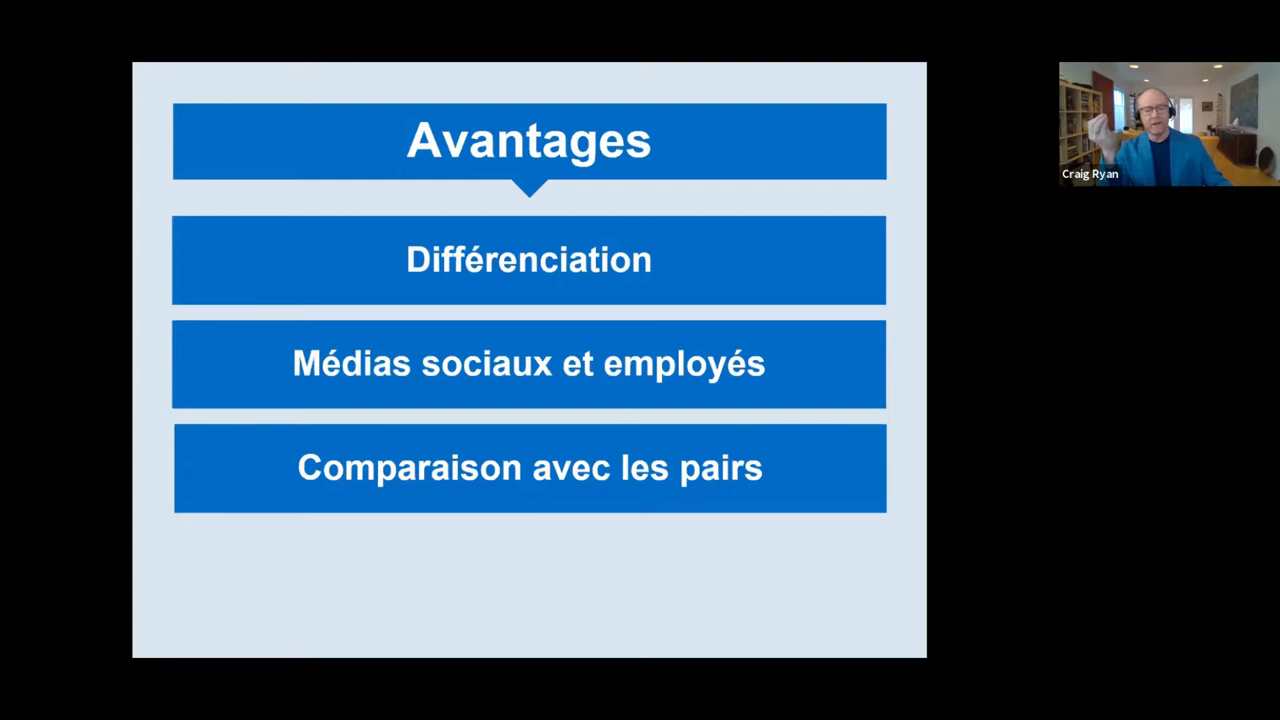 Avantages
Différenciation
Médias sociaux et employés
Comparaison avec les pairs
Craig Ryan